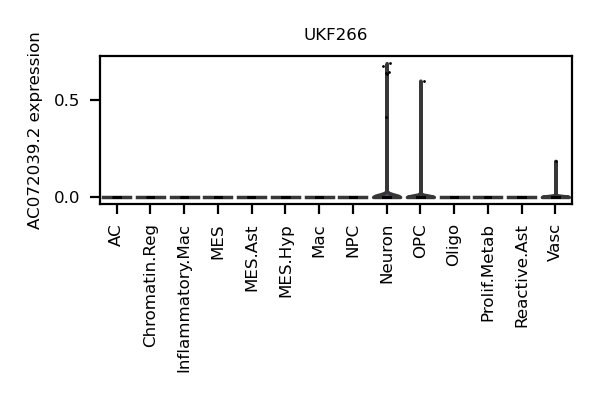 UKF266
AC072039.2 expression
0.5
0.0
AC
Chromatin.Reg
Inflammatory.Mac
MES
MES.Ast
MES.Hyp
Mac
NPC
Neuron
OPC
Oligo
Prolif.Metab
Reactive.Ast
Vasc